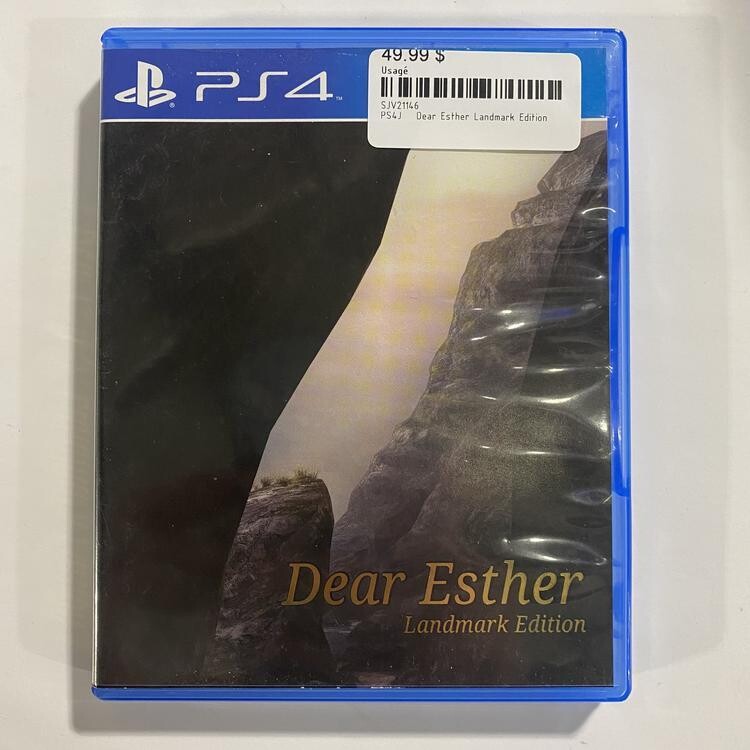 PS4
49.99 $
Usagé
SJV21146
PS4J Dear Esther Landmark Edition
Dear Esther
Landmark Edition